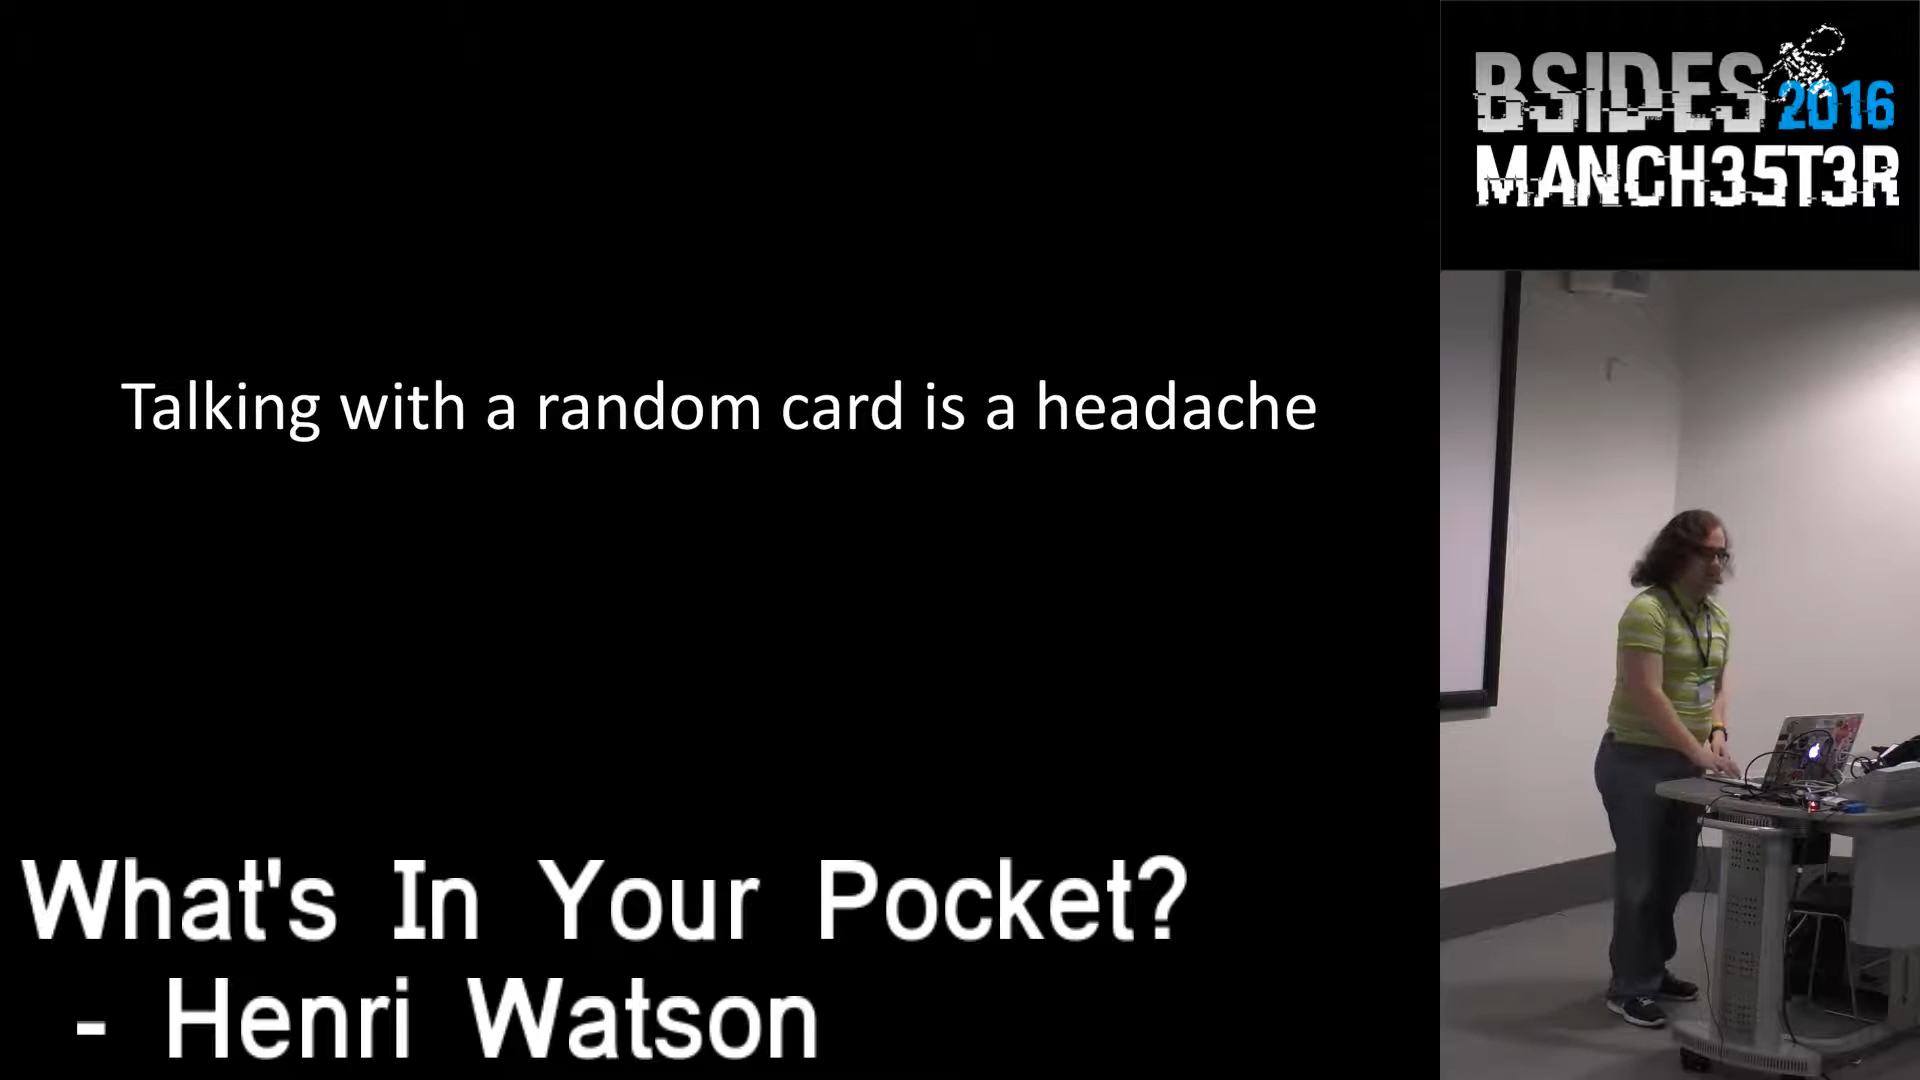 Talking with a random card is a headache
BSIDES 2016
MANCH35T3R
What's In Your Pocket?
- Henri Watson